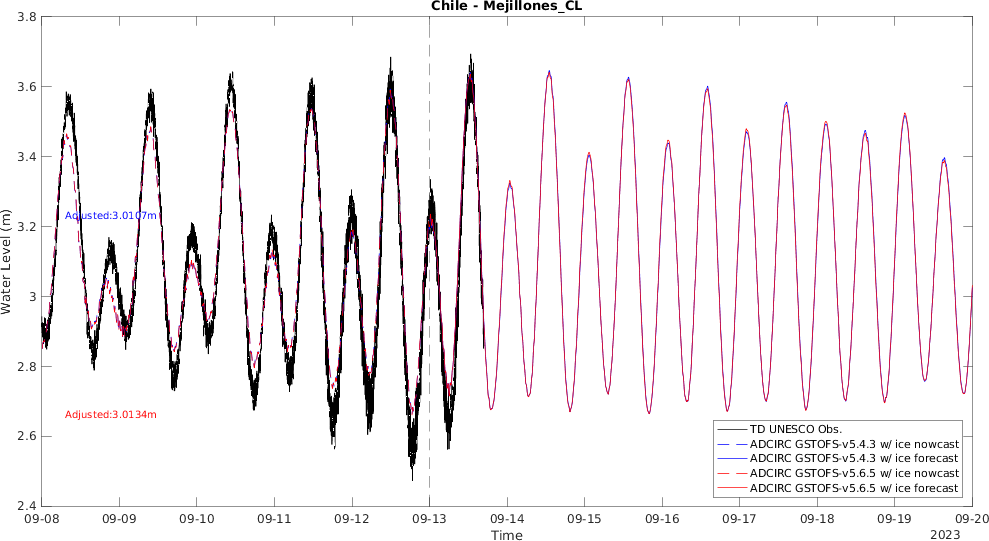 Chile - Mejillones_CL
3.8
3.6
3.4
3.2
3
2.8
2.6
2.4
Water Level (m)
Adjusted:3.0107m
Adjusted:3.0134m
TD UNESCO Obs.
ADCIRC GSTOFS-v5.4.3 w/ ice nowcast
ADCIRC GSTOFS-v5.4.3 w/ ice forecast
ADCIRC GSTOFS-v5.6.5 w/ ice nowcast
ADCIRC GSTOFS-v5.6.5 w/ ice forecast
09-08 09-09 09-10 09-11 09-12 09-13 09-14 09-15 09-16 09-17 09-18 09-19 09-20
Time
2023